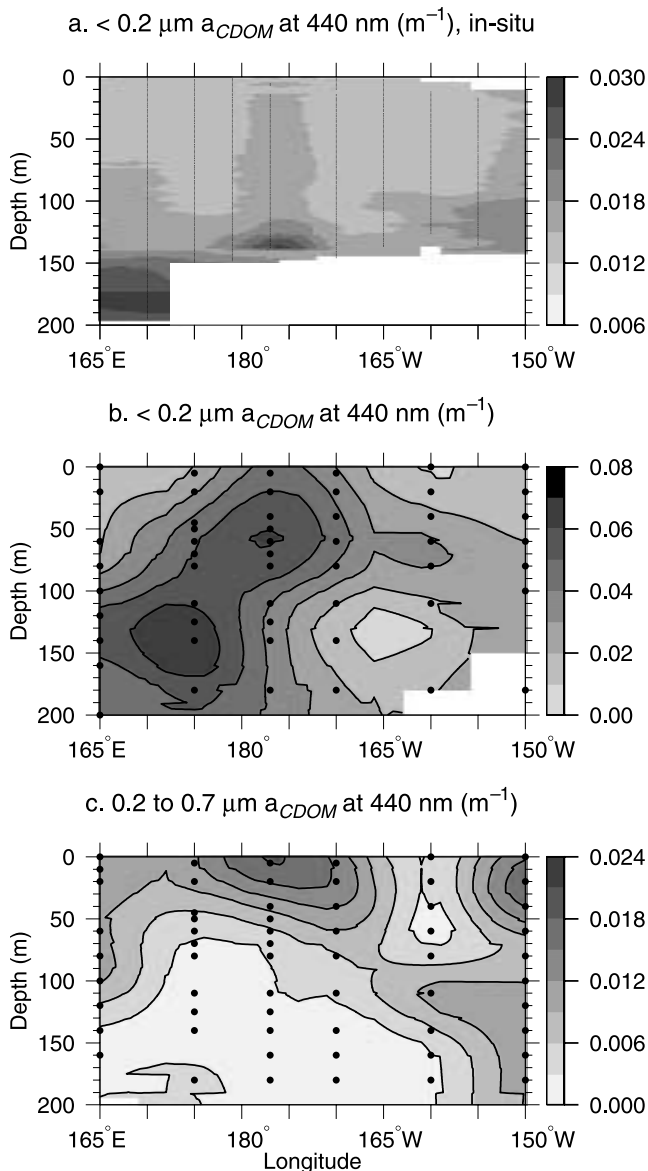 a. < 0.2 μm a_CDOM at 440 nm (m⁻¹), in-situ
0
50
100
150
200
Depth (m)
165°E
180°
165°W
150°W
0.030
0.024
0.018
0.012
0.006
b. < 0.2 μm a_CDOM at 440 nm (m⁻¹)
0
50
100
150
200
Depth (m)
165°E
180°
165°W
150°W
0.08
0.06
0.04
0.02
0.00
c. 0.2 to 0.7 μm a_CDOM at 440 nm (m⁻¹)
0
50
100
150
200
Depth (m)
165°E
180°
165°W
150°W
Longitude
0.024
0.018
0.012
0.006
0.000